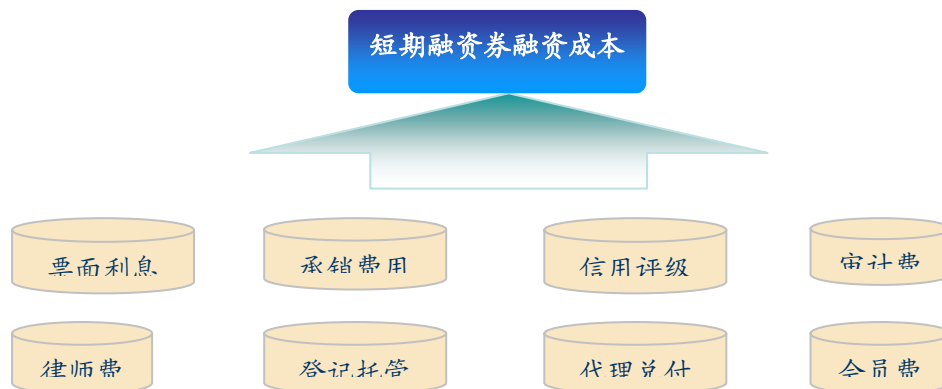 短期融资券融资成本
票面利息
承销费用
信用评级
审计费
律师费
登记托管
代理兑付
会员费